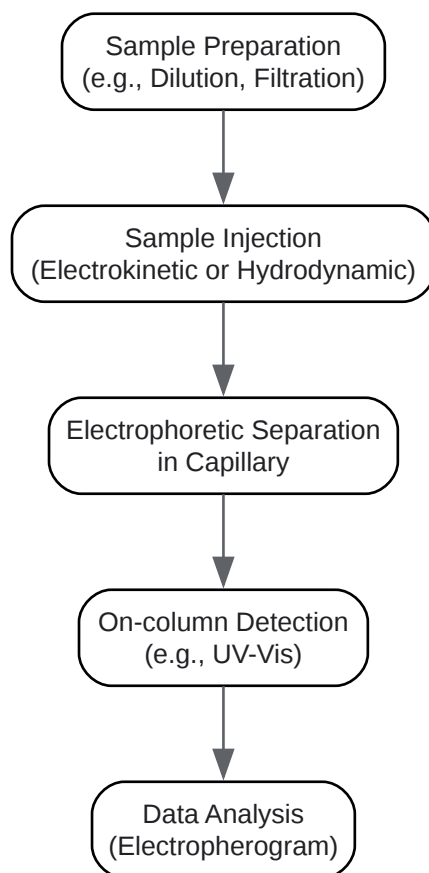 Sample Preparation
(e.g., Dilution, Filtration)
Sample Injection
(Electrokinetic or Hydrodynamic)
Electrophoretic Separation
in Capillary
On-column Detection
(e.g., UV-Vis)
Data Analysis
(Electropherogram)